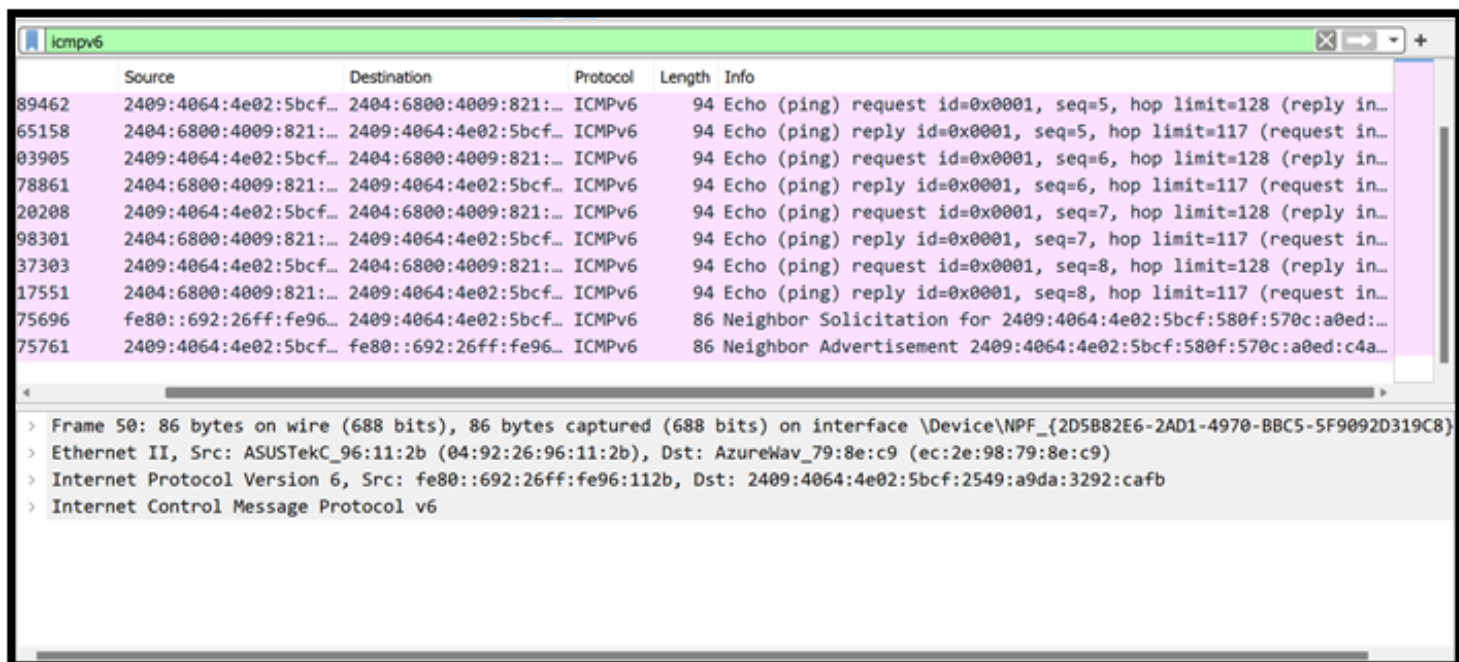 icmpv6
Source Destination Protocol Length Info
89462 2409:4064:4e02:5bcf… 2404:6800:4009:821:… ICMPv6 94 Echo (ping) request id=0x0001, seq=5, hop limit=128 (reply in…
65158 2404:6800:4009:821:… 2409:4064:4e02:5bcf… ICMPv6 94 Echo (ping) reply id=0x0001, seq=5, hop limit=117 (request in…
03905 2409:4064:4e02:5bcf… 2404:6800:4009:821:… ICMPv6 94 Echo (ping) request id=0x0001, seq=6, hop limit=128 (reply in…
78861 2404:6800:4009:821:… 2409:4064:4e02:5bcf… ICMPv6 94 Echo (ping) reply id=0x0001, seq=6, hop limit=117 (request in…
20208 2409:4064:4e02:5bcf… 2404:6800:4009:821:… ICMPv6 94 Echo (ping) request id=0x0001, seq=7, hop limit=128 (reply in…
98301 2404:6800:4009:821:… 2409:4064:4e02:5bcf… ICMPv6 94 Echo (ping) reply id=0x0001, seq=7, hop limit=117 (request in…
37303 2409:4064:4e02:5bcf… 2404:6800:4009:821:… ICMPv6 94 Echo (ping) request id=0x0001, seq=8, hop limit=128 (reply in…
17551 2404:6800:4009:821:… 2409:4064:4e02:5bcf… ICMPv6 94 Echo (ping) reply id=0x0001, seq=8, hop limit=117 (request in…
75696 fe80::692:26ff:fe96… 2409:4064:4e02:5bcf… ICMPv6 86 Neighbor Solicitation for 2409:4064:4e02:5bcf:580f:570c:a0ed:…
75761 2409:4064:4e02:5bcf… fe80::692:26ff:fe96… ICMPv6 86 Neighbor Advertisement 2409:4064:4e02:5bcf:580f:570c:a0ed:c4a…
Frame 50: 86 bytes on wire (688 bits), 86 bytes captured (688 bits) on interface \Device\NPF_{2D5B82E6-2AD1-4970-BBC5-5F9092D319C8}
Ethernet II, Src: ASUSTekC_96:11:2b (04:92:26:96:11:2b), Dst: AzureWav_79:8e:c9 (ec:2e:98:79:8e:c9)
Internet Protocol Version 6, Src: fe80::692:26ff:fe96:112b, Dst: 2409:4064:4e02:5bcf:2549:a9da:3292:cafb
Internet Control Message Protocol v6